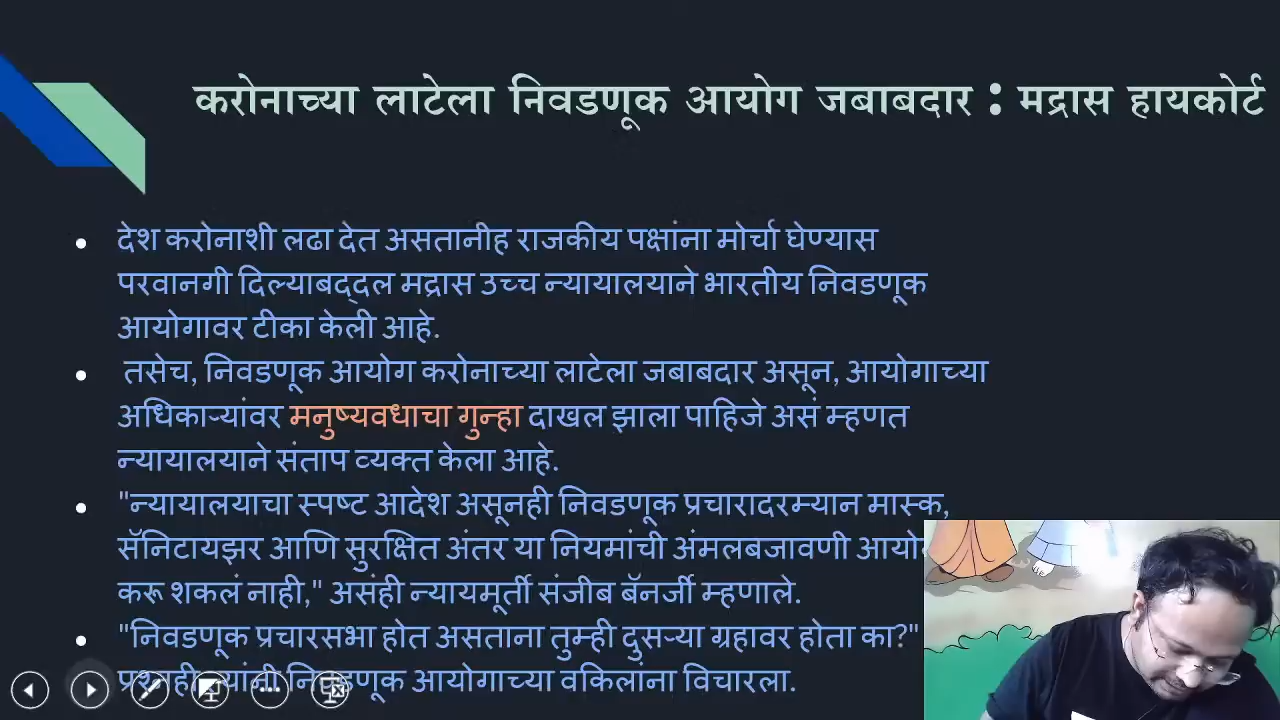 करोनाच्या लाटेला निवडणूक आयोग जबाबदार : मद्रास हायकोर्ट
देश करोनाशी लढा देत असतानीह राजकीय पक्षांना मोर्चा घेण्यास
परवानगी दिल्याबद्दल मद्रास उच्च न्यायालयाने भारतीय निवडणूक
आयोगावर टीका केली आहे.
तसेच, निवडणूक आयोग करोनाच्या लाटेला जबाबदार असून, आयोगाच्या
अधिकाऱ्यांवर मनुष्यवधाचा गुन्हा दाखल झाला पाहिजे असं म्हणत
न्यायालयाने संताप व्यक्त केला आहे.
"न्यायालयाचा स्पष्ट आदेश असूनही निवडणूक प्रचारादरम्यान मास्क,
सॅनिटायझर आणि सुरक्षित अंतर या नियमांची अंमलबजावणी
करू शकलं नाही," असंही न्यायमूर्ती संजीब बॅनर्जी म्हणाले.
"निवडणूक प्रचारसभा होत असताना तुम्ही दुसऱ्या ग्रहावर होता का?"
निवडणूक आयोगाच्या वकिलांना विचारला.